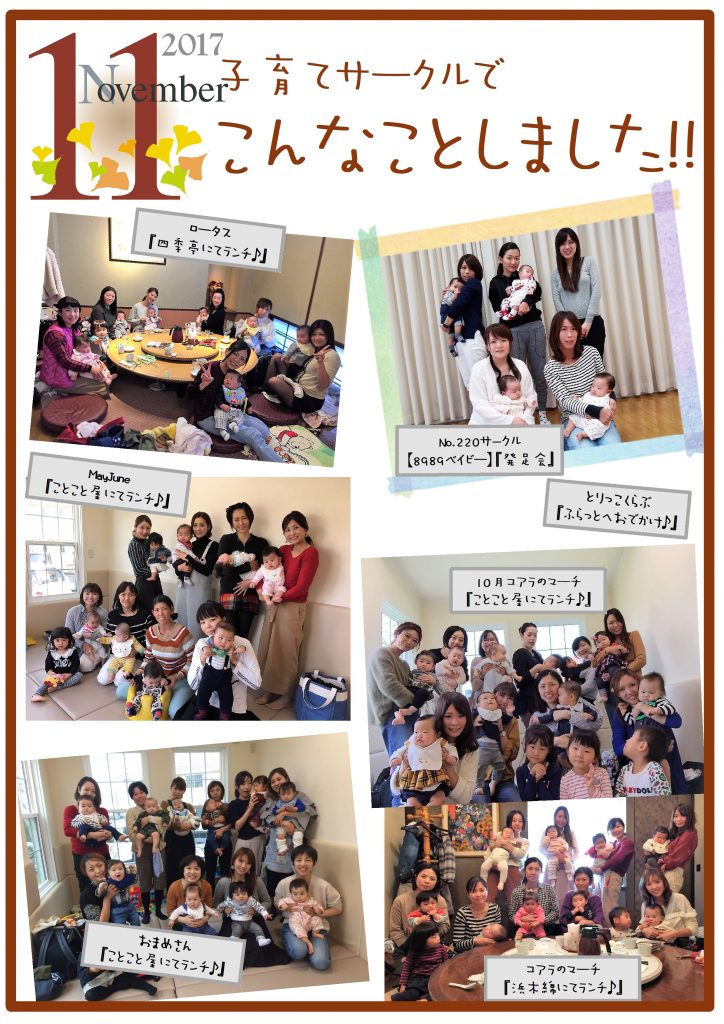 11
2017
November
子育てサークルで
こんなことしました!!
ロータス
『四季亭にてランチ♪』
No.220サークル
【8989ベイビー】『発足会』
MayJune
『ことこと屋にてランチ♪』
とりっこくらぶ
『ふらっとへおでかけ♪』
10月コアラのマーチ
『ことこと屋にてランチ♪』
おまめさん
『ことこと屋にてランチ♪』
コアラのマーチ
『浜木綿にてランチ♪』